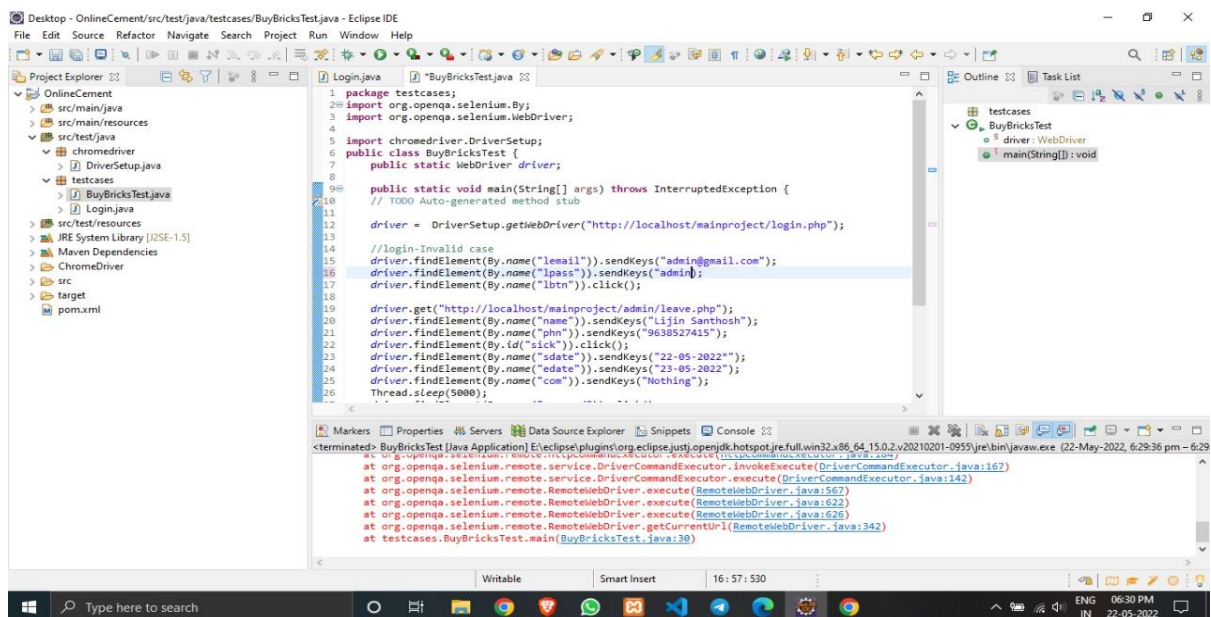 Desktop - OnlineCement/src/test/java/testcases/BuyBricksTest.java - Eclipse IDE
File Edit Source Refactor Navigate Search Project Run Window Help
Project Explorer
OnlineCement
src/main/java
src/main/resources
src/test/java
chromedriver
DriverSetup.java
testcases
BuyBricksTest.java
Login.java
src/test/resources
JRE System Library [J2SE-1.5]
Maven Dependencies
ChromeDriver
src
target
pom.xml
Login.java *BuyBricksTest.java
1 package testcases;
2 import org.openqa.selenium.By;
3 import org.openqa.selenium.WebDriver;
4
5 import chromedriver.DriverSetup;
6 public class BuyBricksTest {
7 public static WebDriver driver;
8
9 public static void main(String[] args) throws InterruptedException {
10 // TODO Auto-generated method stub
11
12 driver = DriverSetup.getWebDriver("http://localhost/mainproject/login.php");
13
14 //login-Invalid case
15 driver.findElement(By.name("lemail")).sendKeys("admin@gmail.com");
16 driver.findElement(By.name("lpass")).sendKeys("admin);
17 driver.findElement(By.name("lbtn")).click();
18
19 driver.get("http://localhost/mainproject/admin/leave.php");
20 driver.findElement(By.name("name")).sendKeys("Lijin Santhosh");
21 driver.findElement(By.name("phn")).sendKeys("9638527415");
22 driver.findElement(By.id("sick")).click();
23 driver.findElement(By.name("sdate")).sendKeys("22-05-2022*");
24 driver.findElement(By.name("edate")).sendKeys("23-05-2022");
25 driver.findElement(By.name("com")).sendKeys("Nothing");
26 Thread.sleep(5000);
Outline Task List
testcases
BuyBricksTest
driver : WebDriver
main(String[]) : void
Markers Properties Servers Data Source Explorer Snippets Console
<terminated> BuyBricksTest [Java Application] E:\eclipse\plugins\org.eclipse.justj.openjdk.hotspot.jre.full.win32.x86_64_15.0.2.v20210201-0955\jre\bin\javaw.exe (22-May-2022, 6:29:36 pm – 6:29
at org.openqa.selenium.remote.service.DriverCommandExecutor.invokeExecute(DriverCommandExecutor.java:167)
at org.openqa.selenium.remote.service.DriverCommandExecutor.execute(DriverCommandExecutor.java:142)
at org.openqa.selenium.remote.RemoteWebDriver.execute(RemoteWebDriver.java:567)
at org.openqa.selenium.remote.RemoteWebDriver.execute(RemoteWebDriver.java:622)
at org.openqa.selenium.remote.RemoteWebDriver.execute(RemoteWebDriver.java:626)
at org.openqa.selenium.remote.RemoteWebDriver.getCurrentUrl(RemoteWebDriver.java:342)
at testcases.BuyBricksTest.main(BuyBricksTest.java:30)
Writable Smart Insert 16 : 57 : 530
Type here to search
ENG 06:30 PM
IN 22-05-2022